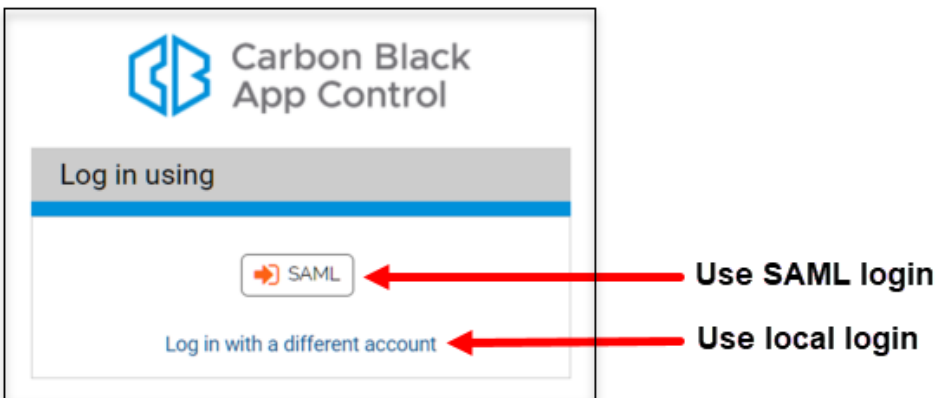 Carbon Black
App Control
Log in using
SAML
Use SAML login
Log in with a different account
Use local login